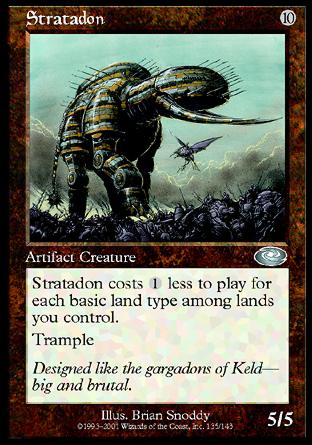 Stratadon 10
Artifact Creature
Stratadon costs 1 less to play for
each basic land type among lands
you control.
Trample
Designed like the gargadons of Keld—
big and brutal.
Illus. Brian Snoddy
©1993–2001 Wizards of the Coast, Inc. 135/143
5/5